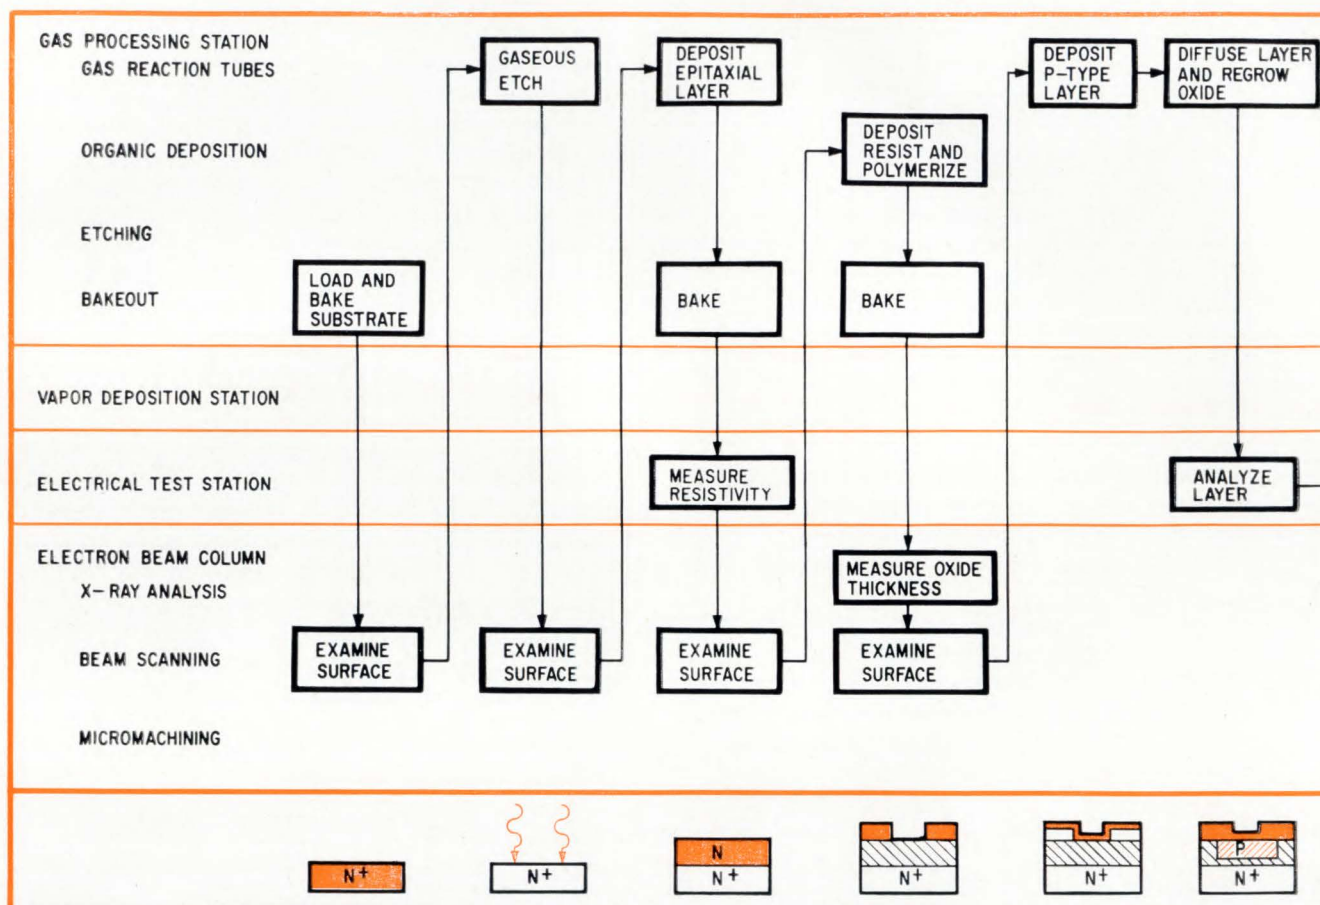 GAS PROCESSING STATION
GAS REACTION TUBES
ORGANIC DEPOSITION
ETCHING
BAKEOUT
VAPOR DEPOSITION STATION
ELECTRICAL TEST STATION
ELECTRON BEAM COLUMN
X-RAY ANALYSIS
BEAM SCANNING
MICROMACHINING
LOAD AND
BAKE
SUBSTRATE
EXAMINE
SURFACE
GASEOUS
ETCH
EXAMINE
SURFACE
DEPOSIT
EPITAXIAL
LAYER
BAKE
MEASURE
RESISTIVITY
EXAMINE
SURFACE
DEPOSIT
RESIST AND
POLYMERIZE
BAKE
MEASURE OXIDE
THICKNESS
EXAMINE
SURFACE
DEPOSIT
P-TYPE
LAYER
DIFFUSE LAYER
AND REGROW
OXIDE
ANALYZE
LAYER
N+
N+
N
N+
N+
N+
P
N+